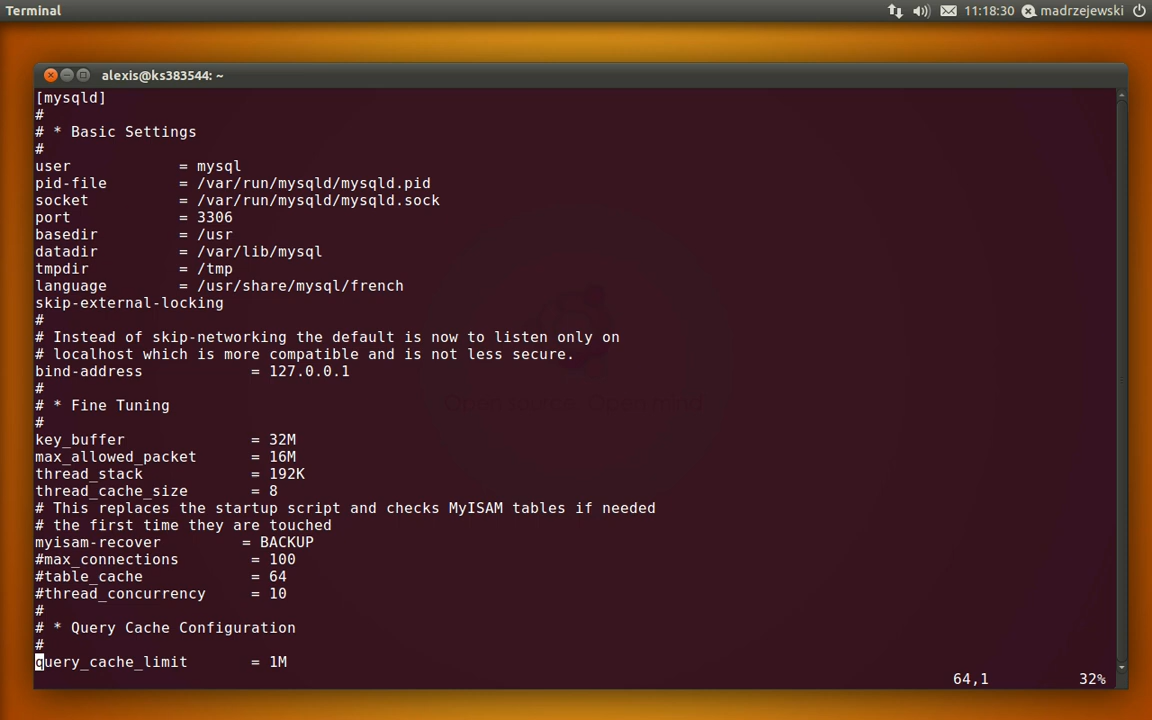 Terminal
11:18:30 madrzejewski
alexis@ks383544: ~
[mysqld]
#
# * Basic Settings
#
user = mysql
pid-file = /var/run/mysqld/mysqld.pid
socket = /var/run/mysqld/mysqld.sock
port = 3306
basedir = /usr
datadir = /var/lib/mysql
tmpdir = /tmp
language = /usr/share/mysql/french
skip-external-locking
#
# Instead of skip-networking the default is now to listen only on
# localhost which is more compatible and is not less secure.
bind-address = 127.0.0.1
#
# * Fine Tuning
#
key_buffer = 32M
max_allowed_packet = 16M
thread_stack = 192K
thread_cache_size = 8
# This replaces the startup script and checks MyISAM tables if needed
# the first time they are touched
myisam-recover = BACKUP
#max_connections = 100
#table_cache = 64
#thread_concurrency = 10
#
# * Query Cache Configuration
#
query_cache_limit = 1M
64,1 32%